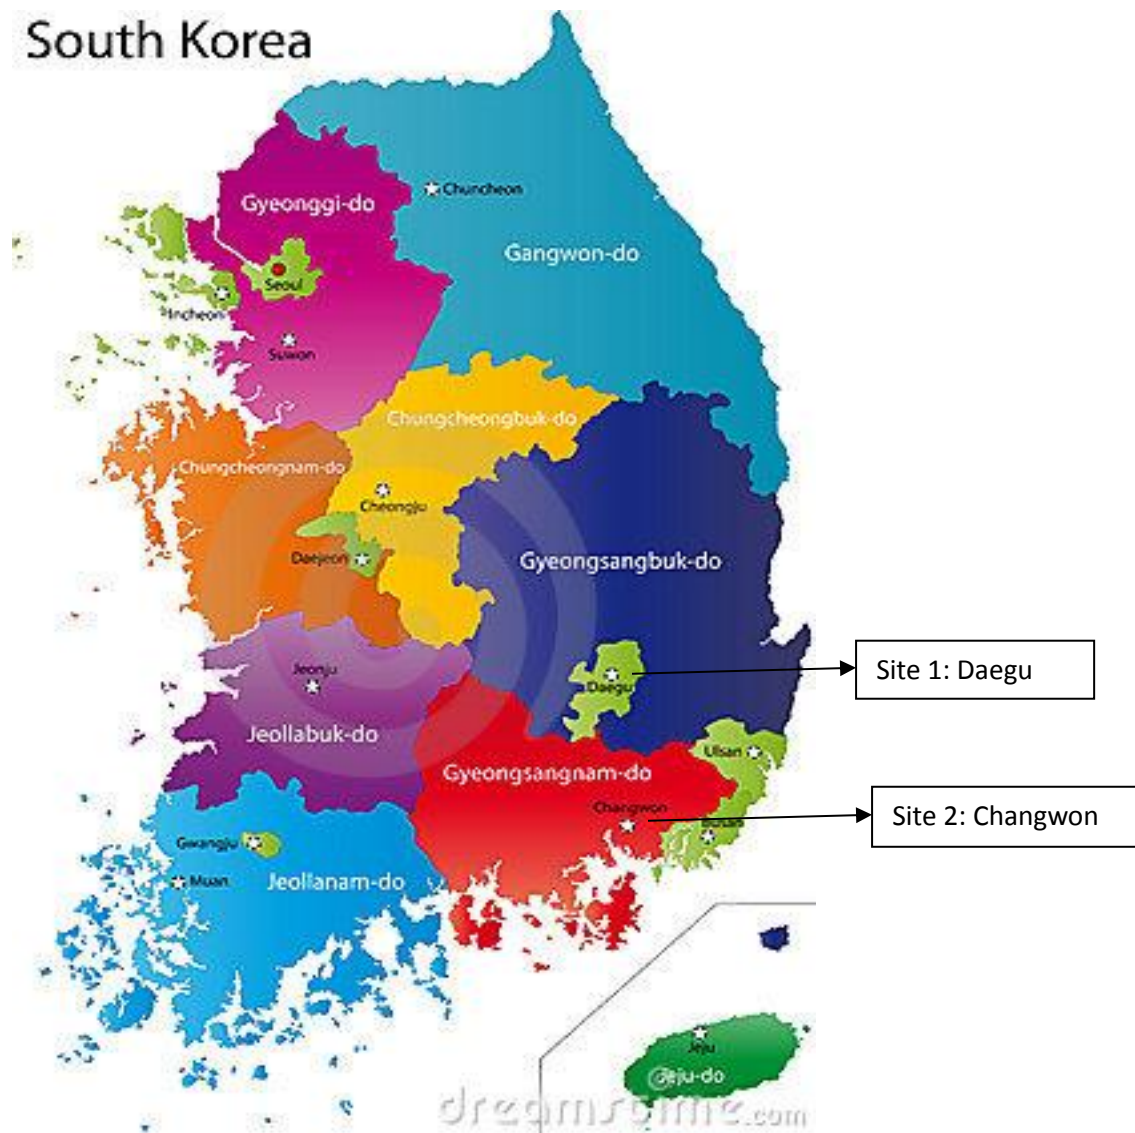 South Korea
Chuncheon
Gyeonggi-do
Gangwon-do
Seoul
Incheon
Suwon
Chungcheongbuk-do
Chungcheongnam-do
Cheongju
Daejeon
Gyeongsangbuk-do
Site 1: Daegu
Jeonju
Daegu
Jeollabuk-do
Ulsan
Gyeongsangnam-do
Changwon
Site 2: Changwon
Busan
Gwangju
Muan
Jeollanam-do
Jeju
Jeju-do
dreamstime.com